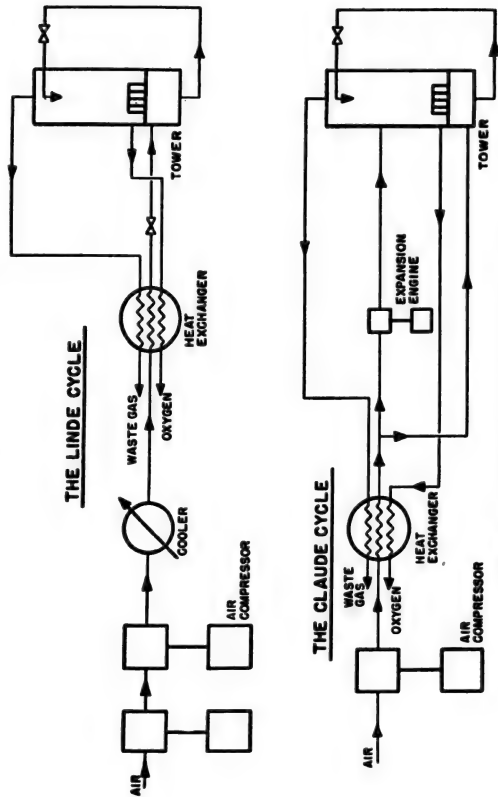 THE LINDE CYCLE
AIR
AIR
COMPRESSOR
COOLER
WASTE GAS
OXYGEN
HEAT
EXCHANGER
TOWER
THE CLAUDE CYCLE
AIR
AIR
COMPRESSOR
WASTE
GAS
OXYGEN
HEAT
EXCHANGER
EXPANSION
ENGINE
TOWER